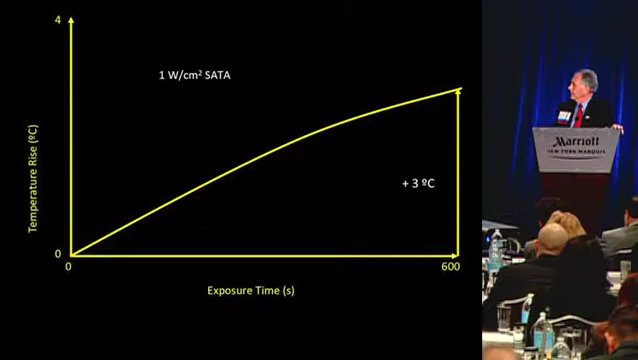 4
1 W/cm² SATA
Temperature Rise (ºC)
+ 3 ºC
0
0
600
Exposure Time (s)
Marriott
NEW YORK MARQUIS